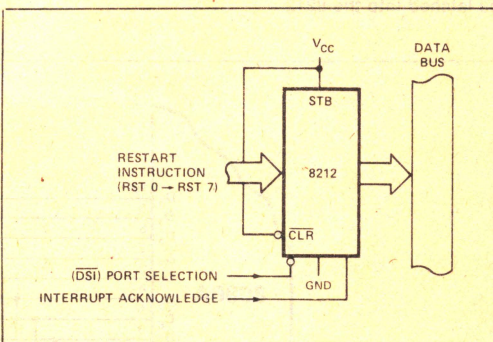 VCC
DATA
BUS
STB
RESTART
INSTRUCTION
(RST 0 → RST 7)
8212
CLR
(DSI) PORT SELECTION
INTERRUPT ACKNOWLEDGE
GND